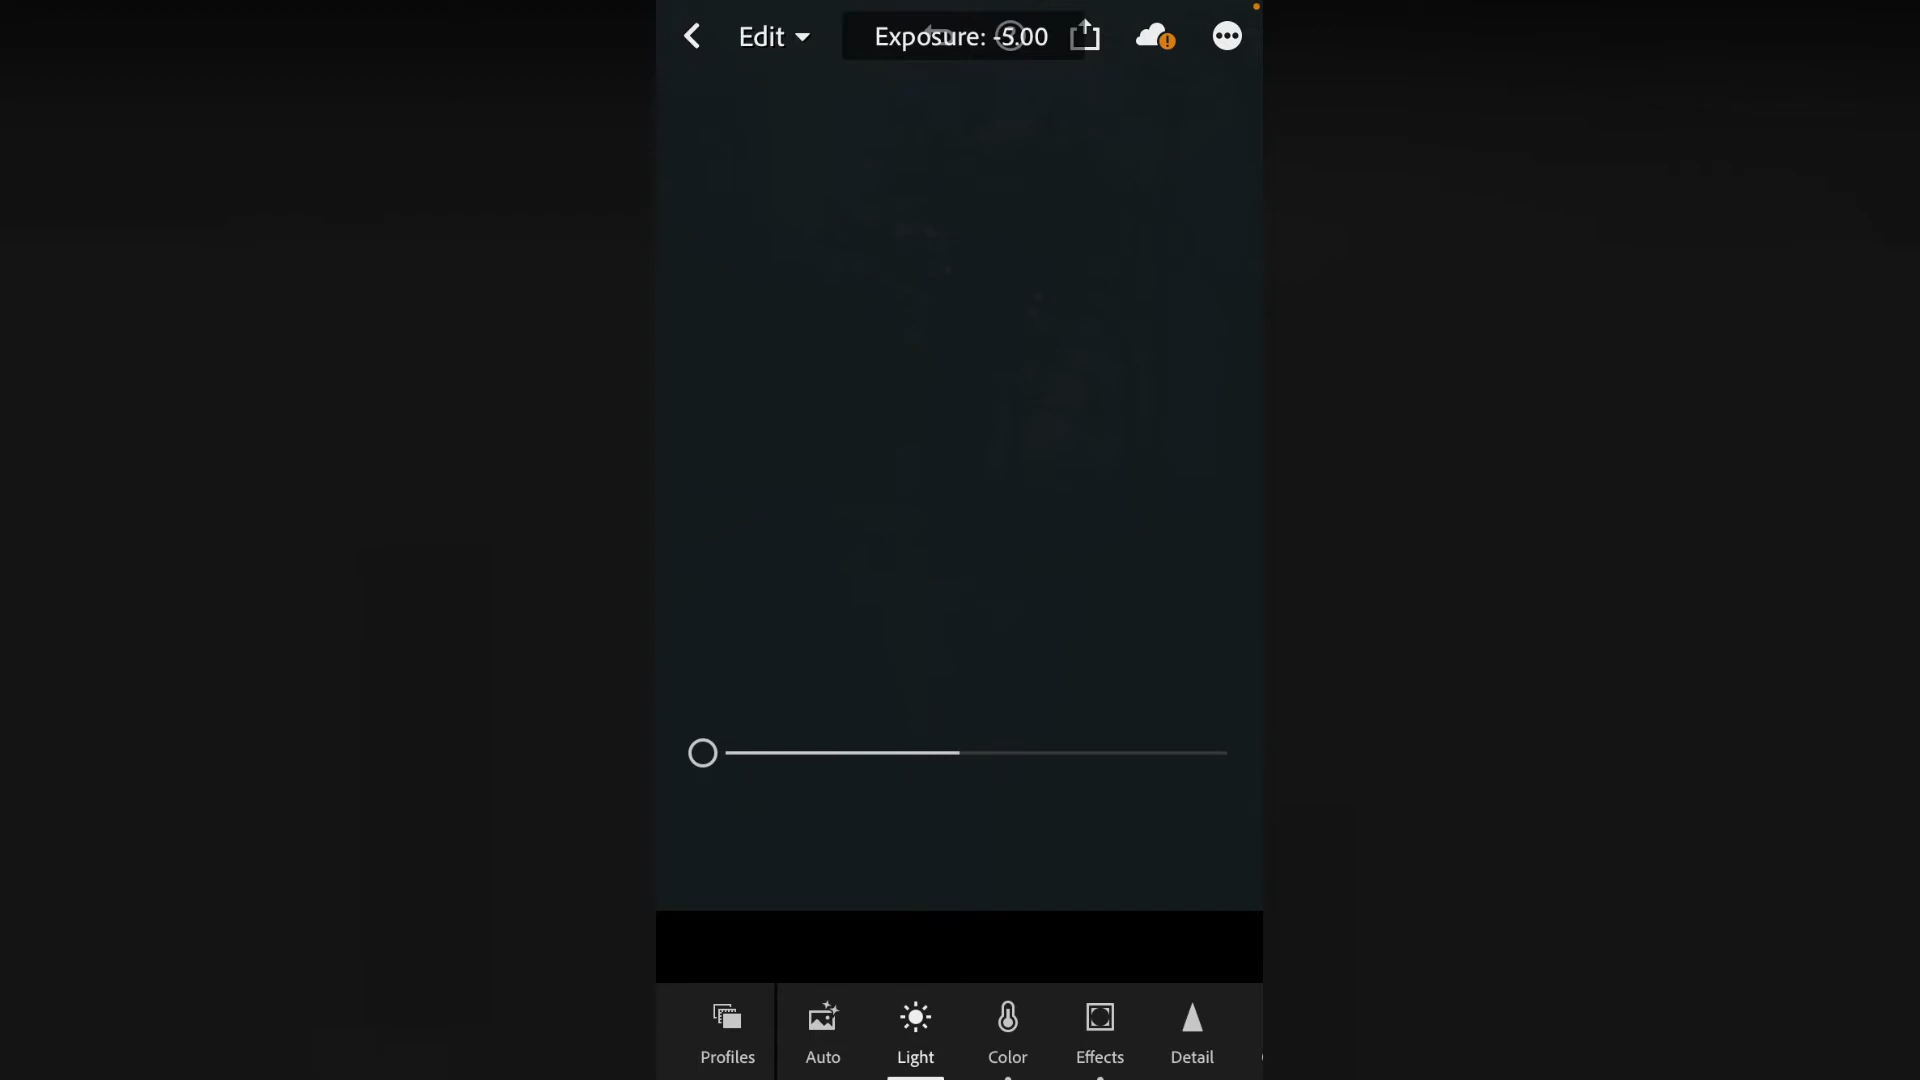 Edit
Exposure: -5.00
Profiles
Auto
Light
Color
Effects
Detail